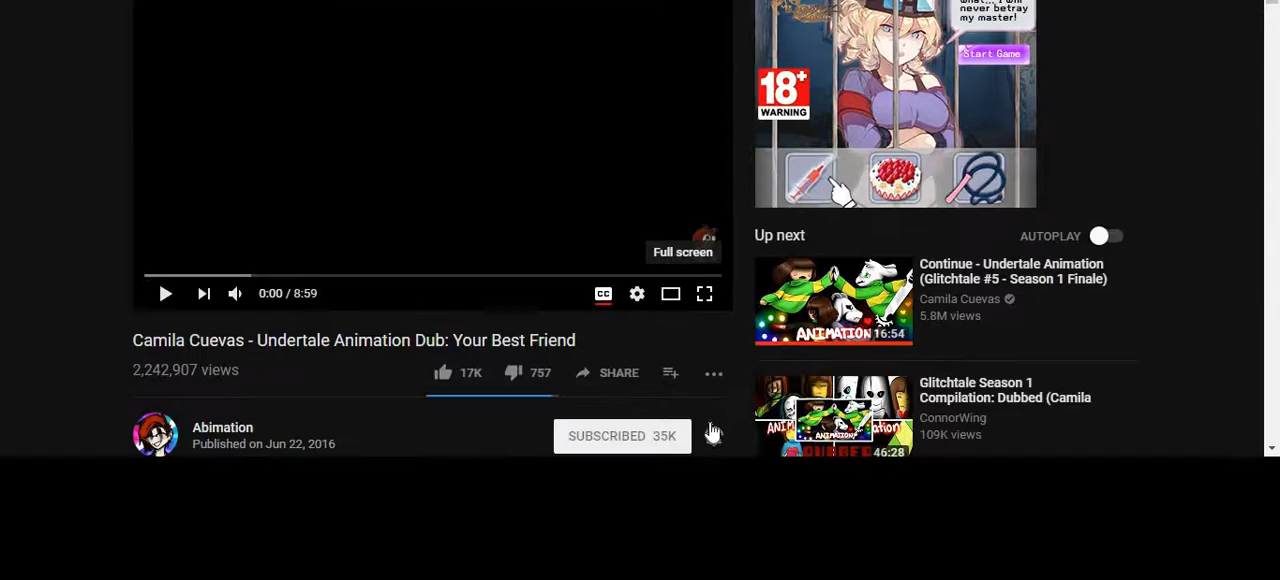 never betray
my master!
Start Game
18+
WARNING
Full screen
Up next
AUTOPLAY
Continue - Undertale Animation
(Glitchtale #5 - Season 1 Finale)
Camila Cuevas
5.8M views
ANIMATION
16:54
CC
0:00 / 8:59
Camila Cuevas - Undertale Animation Dub: Your Best Friend
2,242,907 views
17K
757
SHARE
Glitchtale Season 1
Compilation: Dubbed (Camila
ConnorWing
109K views
46:28
Abimation
Published on Jun 22, 2016
SUBSCRIBED 35K